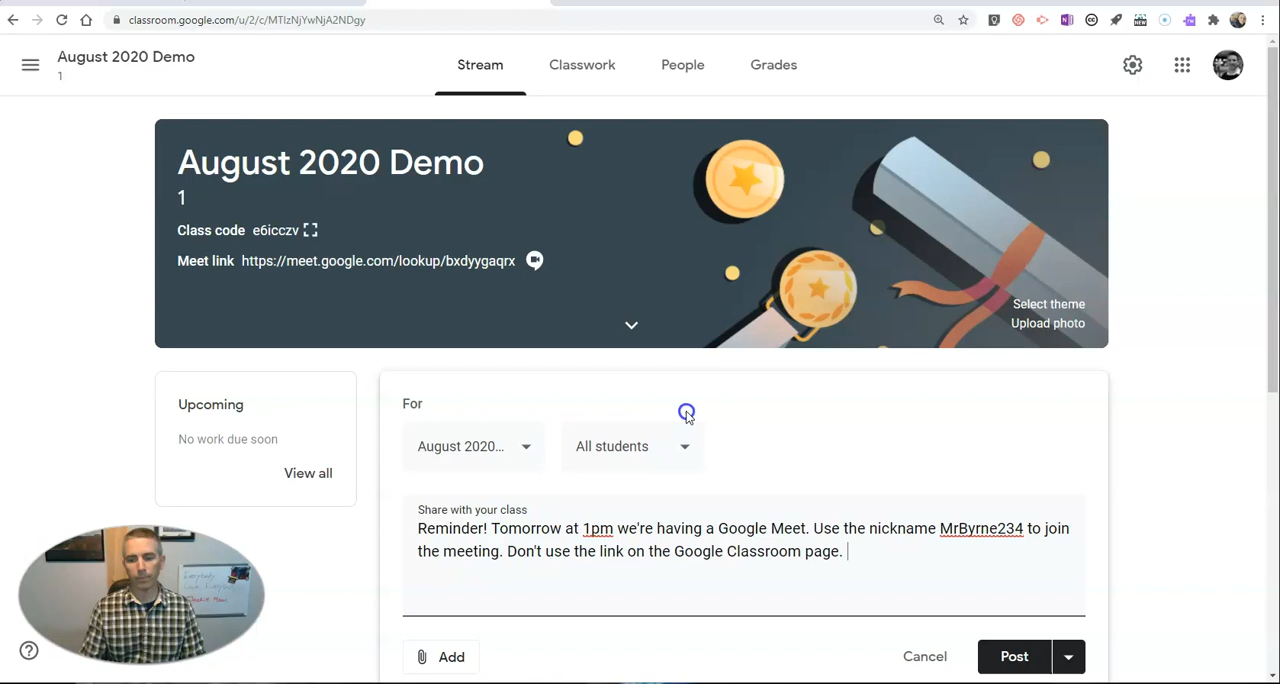 classroom.google.com/u/2/c/MTIzNjYwNjA2NDgy
August 2020 Demo
1
Stream
Classwork
People
Grades
August 2020 Demo
1
Class code e6icczv
Meet link https://meet.google.com/lookup/bxdyygaqrx
Select theme
Upload photo
Upcoming
No work due soon
View all
For
August 2020...
All students
Share with your class
Reminder! Tomorrow at 1pm we're having a Google Meet. Use the nickname MrByrne234 to join
the meeting. Don't use the link on the Google Classroom page.
Add
Cancel
Post